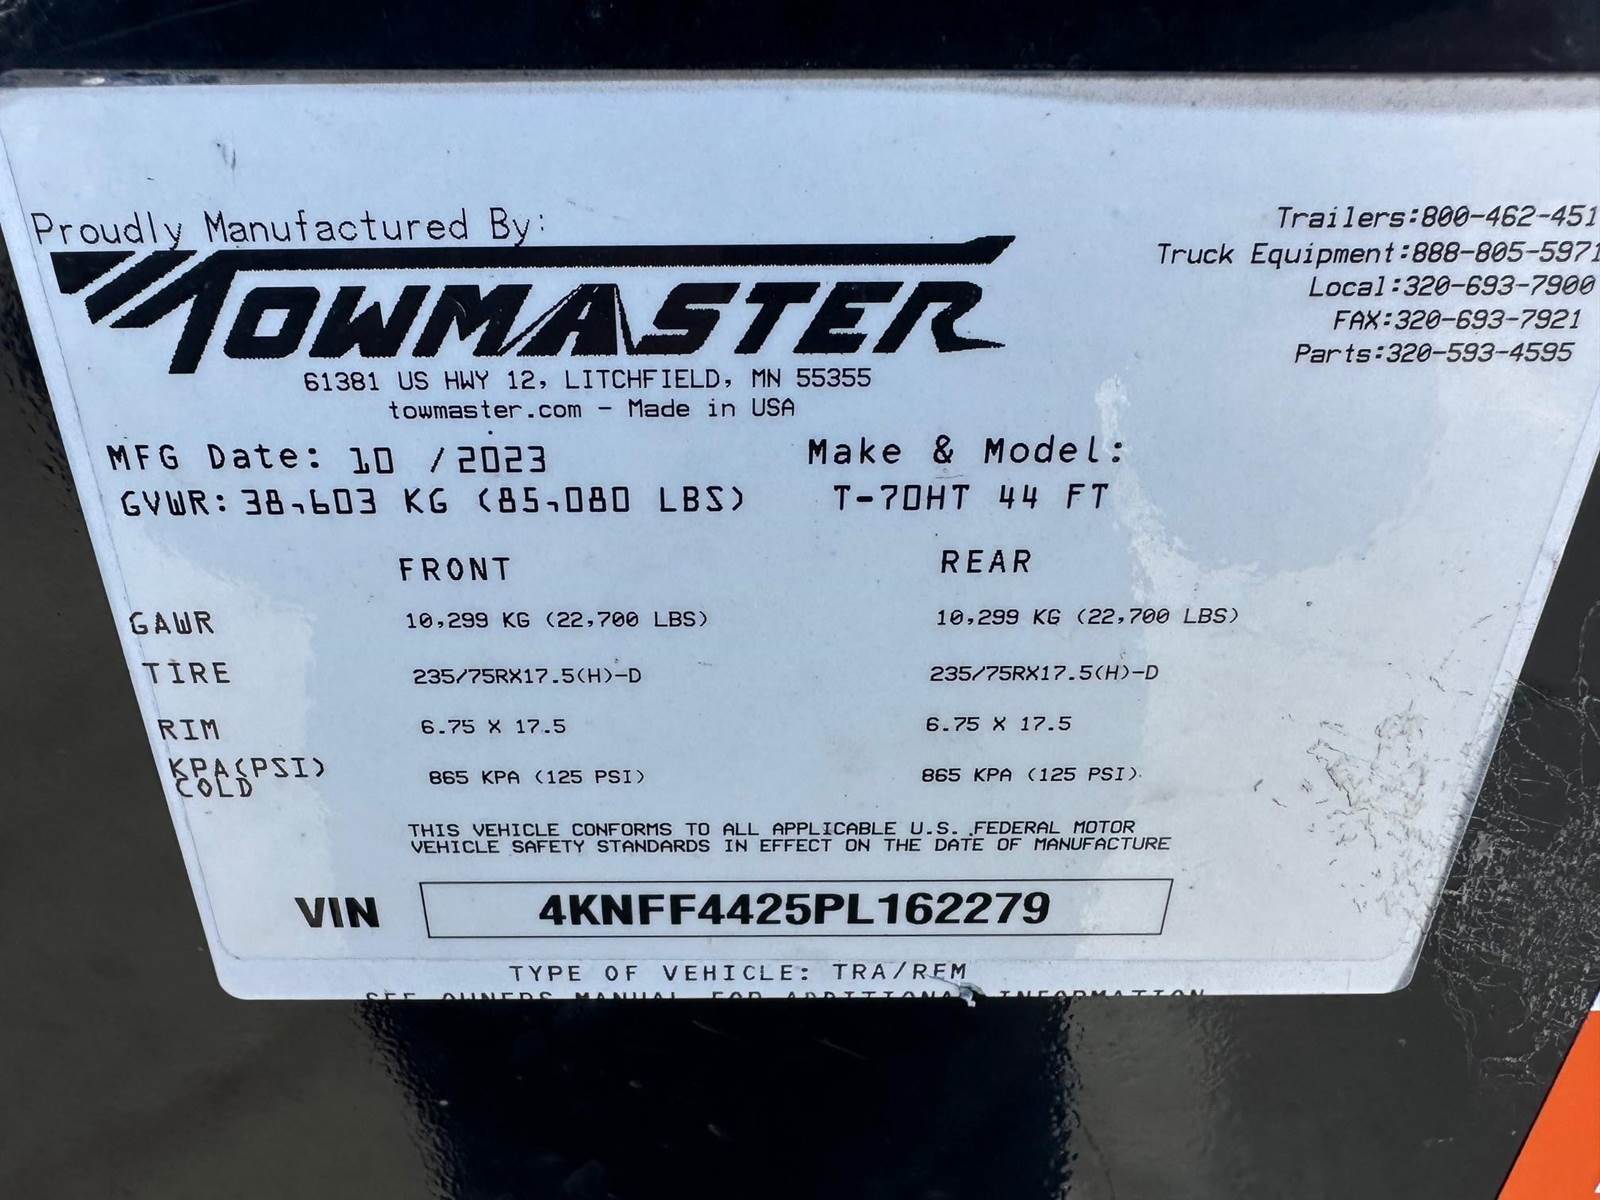 Proudly Manufactured By:
TOWMASTER
61381 US HWY 12, LITCHFIELD, MN 55355
towmaster.com - Made in USA
Trailers:800-462-451
Truck Equipment:888-805-5971
Local:320-693-7900
FAX:320-693-7921
Parts:320-593-4595
MFG Date: 10 /2023
Make & Model:
GVWR: 38,603 KG (85,080 LBS)
T-70HT 44 FT
FRONT REAR
GAWR 10,299 KG (22,700 LBS) 10,299 KG (22,700 LBS)
TIRE 235/75RX17.5(H)-D 235/75RX17.5(H)-D
RIM 6.75 X 17.5 6.75 X 17.5
KPA(PSI) 865 KPA (125 PSI) 865 KPA (125 PSI)
COLD
THIS VEHICLE CONFORMS TO ALL APPLICABLE U.S. FEDERAL MOTOR
VEHICLE SAFETY STANDARDS IN EFFECT ON THE DATE OF MANUFACTURE
VIN 4KNFF4425PL162279
TYPE OF VEHICLE: TRA/REM
SEE OWNERS MANUAL FOR ADDITIONAL INFORMATION